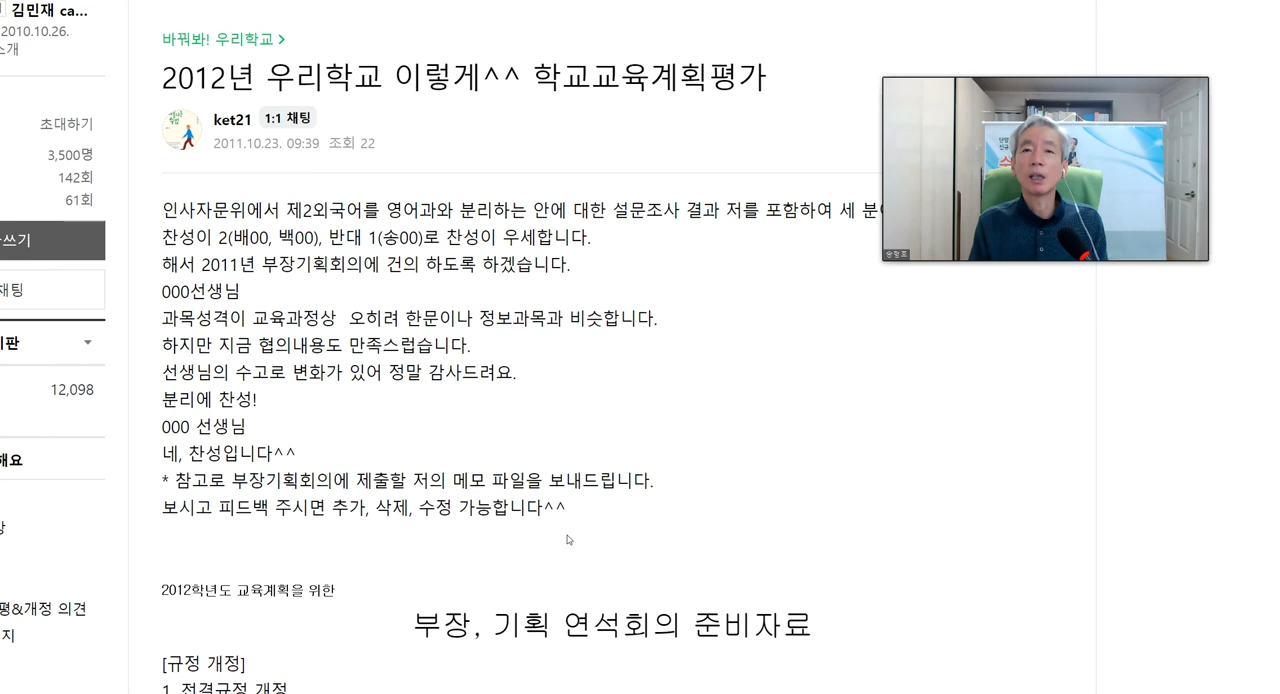 김민재 ca...
2010.10.26.
소개
초대하기
3,500명
142회
61회
쓰기
채팅
판
12,098
해요
평&개정 의견
지
바꿔봐! 우리학교 >
2012년 우리학교 이렇게^^ 학교교육계획평가
ket21 1:1 채팅
2011.10.23. 09:39 조회 22
인사자문위에서 제2외국어를 영어과와 분리하는 안에 대한 설문조사 결과 저를 포함하여 세 분
찬성이 2(배00, 백00), 반대 1(송00)로 찬성이 우세합니다.
해서 2011년 부장기획회의에 건의 하도록 하겠습니다.
000선생님
과목성격이 교육과정상 오히려 한문이나 정보과목과 비슷합니다.
하지만 지금 협의내용도 만족스럽습니다.
선생님의 수고로 변화가 있어 정말 감사드려요.
분리에 찬성!
000 선생님
네, 찬성입니다^^
* 참고로 부장기획회의에 제출할 저의 메모 파일을 보내드립니다.
보시고 피드백 주시면 추가, 삭제, 수정 가능합니다^^
2012학년도 교육계획을 위한
부장, 기획 연석회의 준비자료
[규정 개정]
1. 전결규정 개정